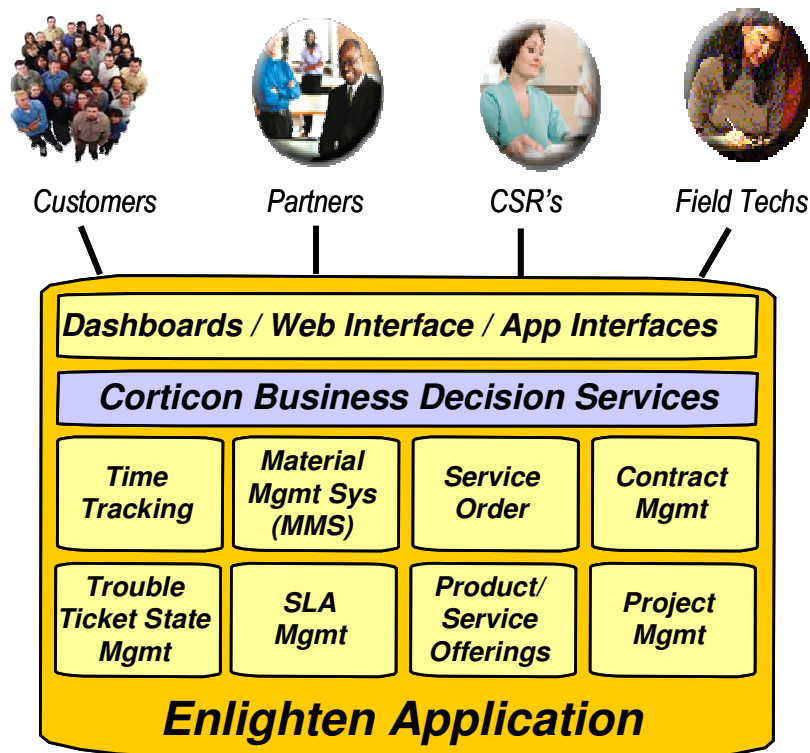 Customers Partners CSR's Field Techs
Dashboards / Web Interface / App Interfaces
Corticon Business Decision Services
Time
Tracking
Material
Mgmt Sys
(MMS)
Service
Order
Contract
Mgmt
Trouble
Ticket State
Mgmt
SLA
Mgmt
Product/
Service
Offerings
Project
Mgmt
Enlighten Application